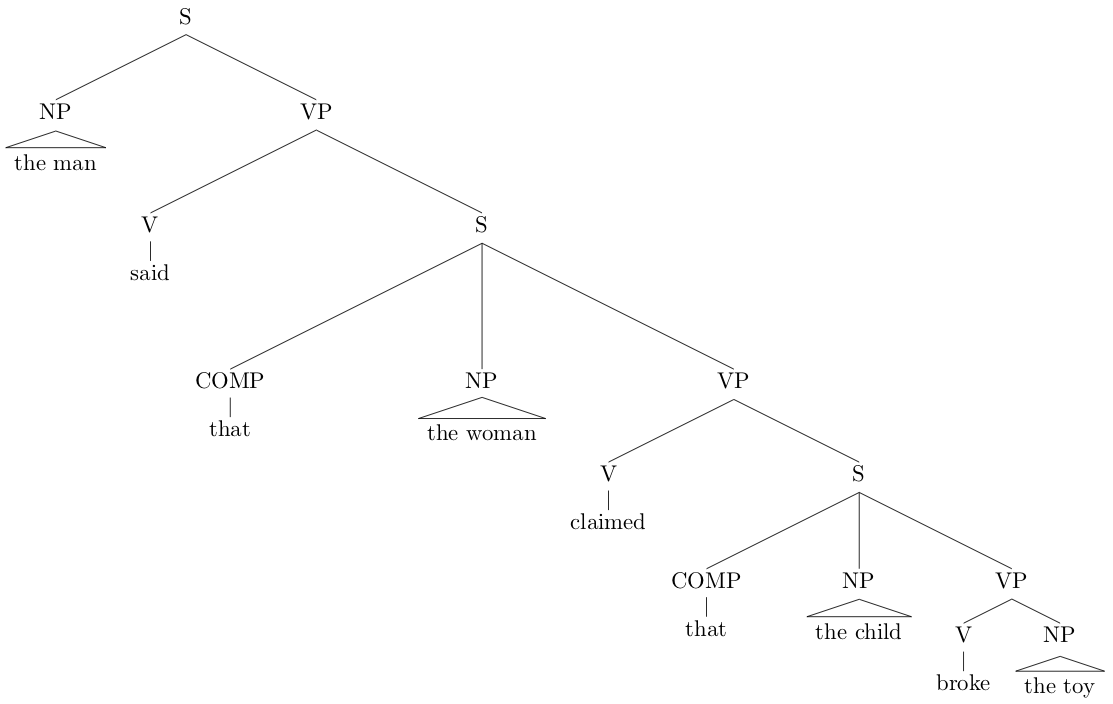 S
NP VP
the man
V S
said
COMP NP VP
that the woman
V S
claimed
COMP NP VP
that the child V NP
broke the toy